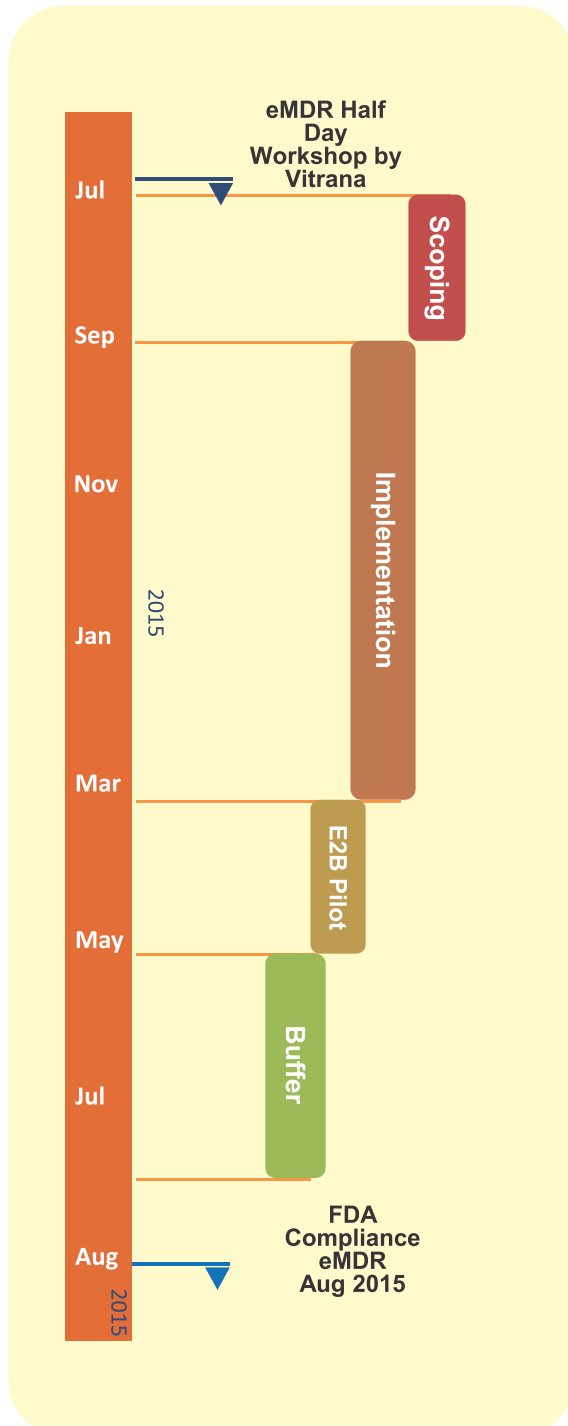 eMDR Half
Day
Workshop by
Vitrana
Jul
Scoping
Sep
Implementation
Nov
2015
Jan
Mar
E2B Pilot
May
Buffer
Jul
FDA
Compliance
eMDR
Aug 2015
Aug
2015